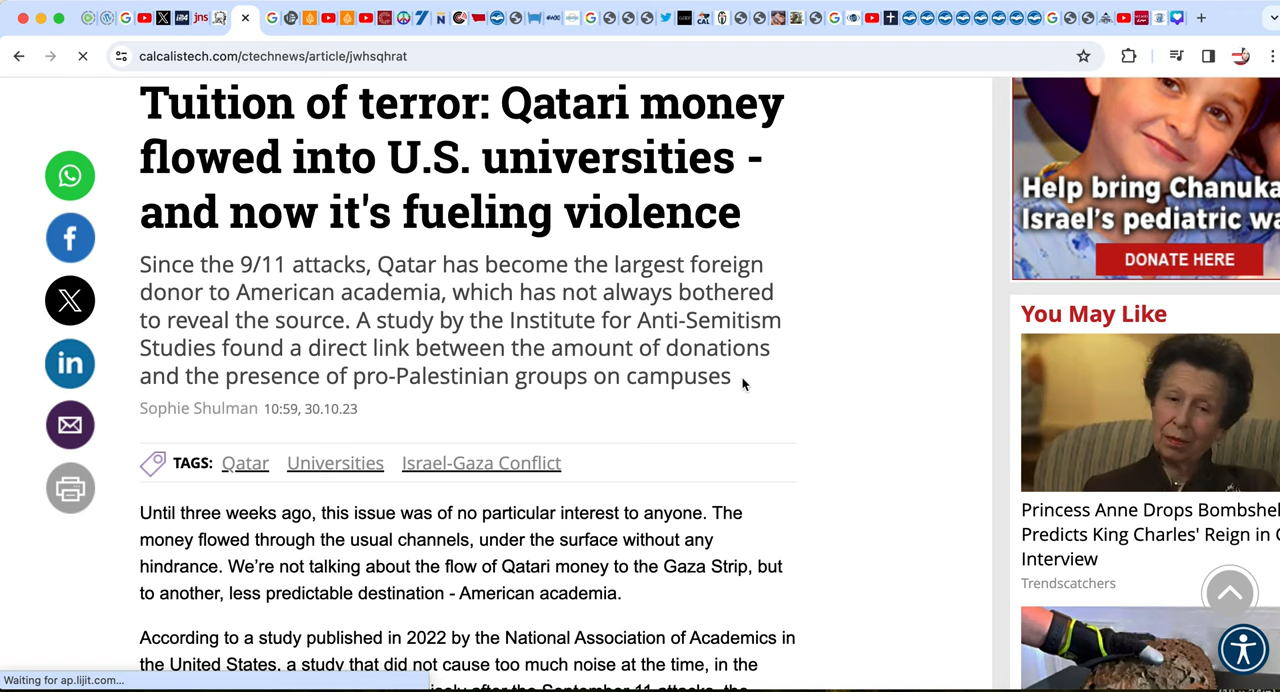 calcalistech.com/ctechnews/article/jwhsqhrat
Tuition of terror: Qatari money
flowed into U.S. universities -
and now it's fueling violence
Since the 9/11 attacks, Qatar has become the largest foreign
donor to American academia, which has not always bothered
to reveal the source. A study by the Institute for Anti-Semitism
Studies found a direct link between the amount of donations
and the presence of pro-Palestinian groups on campuses
Sophie Shulman 10:59, 30.10.23
TAGS: Qatar Universities Israel-Gaza Conflict
Until three weeks ago, this issue was of no particular interest to anyone. The
money flowed through the usual channels, under the surface without any
hindrance. We’re not talking about the flow of Qatari money to the Gaza Strip, but
to another, less predictable destination - American academia.
According to a study published in 2022 by the National Association of Academics in
the United States, a study that did not cause too much noise at the time, in the
after the September 11 attacks, the
Waiting for ap.lijit.com...
Help bring Chanuka
Israel’s pediatric wa
DONATE HERE
You May Like
Princess Anne Drops Bombshel
Predicts King Charles' Reign in
Interview
Trendscatchers